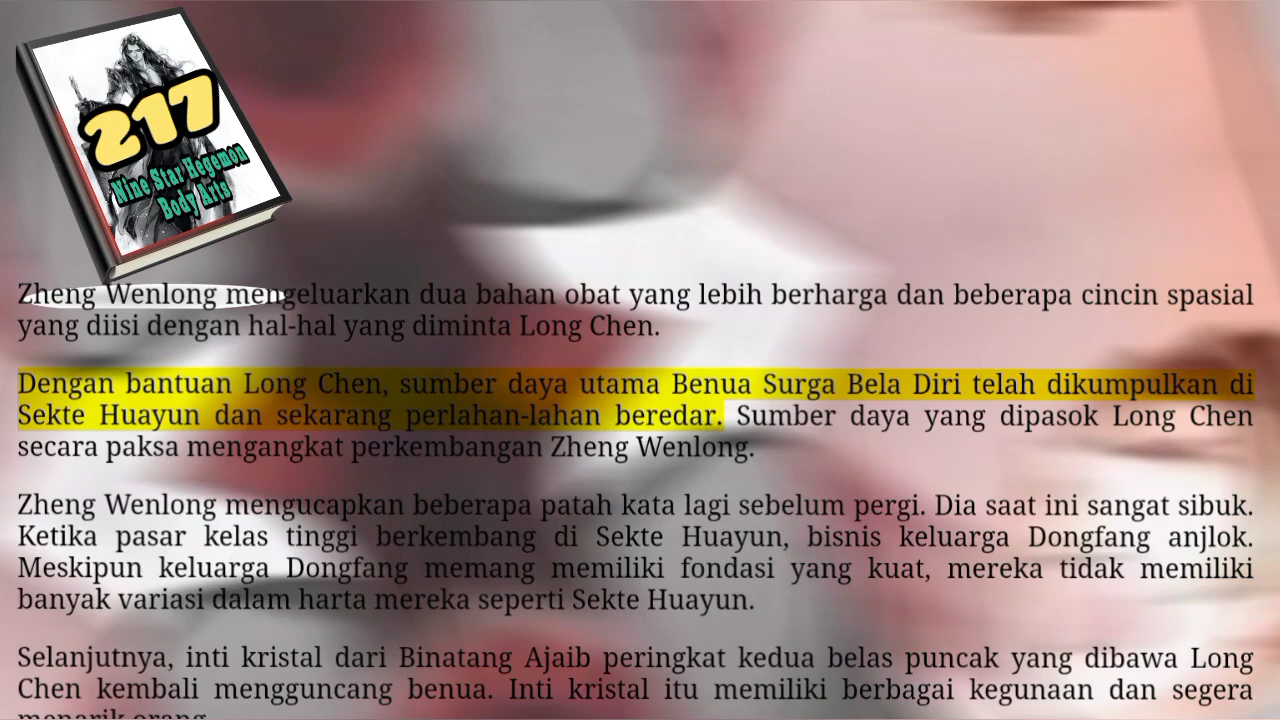 217
Nine Star Hegemon
Body Arts
Zheng Wenlong mengeluarkan dua bahan obat yang lebih berharga dan beberapa cincin spasial
yang diisi dengan hal-hal yang diminta Long Chen.
Dengan bantuan Long Chen, sumber daya utama Benua Surga Bela Diri telah dikumpulkan di
Sekte Huayun dan sekarang perlahan-lahan beredar. Sumber daya yang dipasok Long Chen
secara paksa mengangkat perkembangan Zheng Wenlong.
Zheng Wenlong mengucapkan beberapa patah kata lagi sebelum pergi. Dia saat ini sangat sibuk.
Ketika pasar kelas tinggi berkembang di Sekte Huayun, bisnis keluarga Dongfang anjlok.
Meskipun keluarga Dongfang memang memiliki fondasi yang kuat, mereka tidak memiliki
banyak variasi dalam harta mereka seperti Sekte Huayun.
Selanjutnya, inti kristal dari Binatang Ajaib peringkat kedua belas puncak yang dibawa Long
Chen kembali mengguncang benua. Inti kristal itu memiliki berbagai kegunaan dan segera
menarik orang